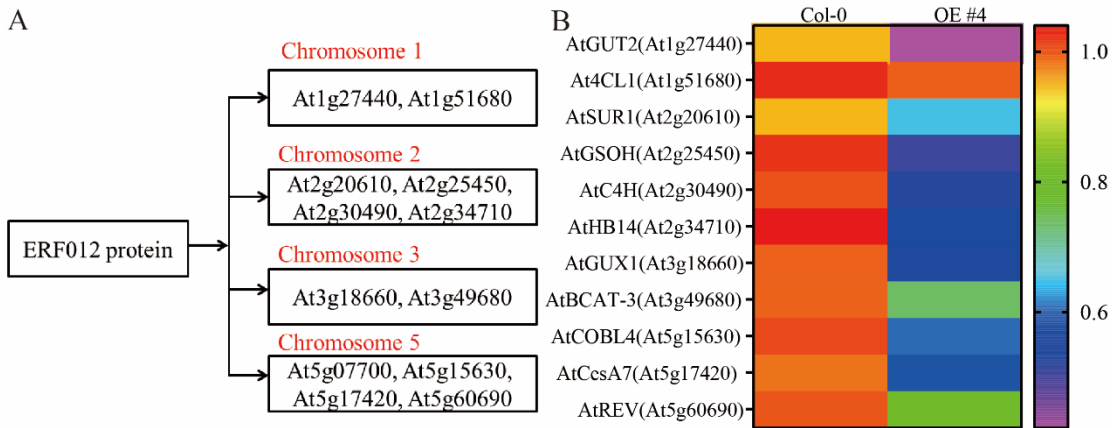 A
Chromosome 1
At1g27440, At1g51680
Chromosome 2
At2g20610, At2g25450,
At2g30490, At2g34710
ERF012 protein
Chromosome 3
At3g18660, At3g49680
Chromosome 5
At5g07700, At5g15630,
At5g17420, At5g60690
B
Col-0
OE #4
AtGUT2(At1g27440)
At4CL1(At1g51680)
AtSUR1(At2g20610)
AtGSOH(At2g25450)
AtC4H(At2g30490)
AtHB14(At2g34710)
AtGUX1(At3g18660)
AtBCAT-3(At3g49680)
AtCOBL4(At5g15630)
AtCcsA7(At5g17420)
AtREV(At5g60690)
1.0
0.8
0.6